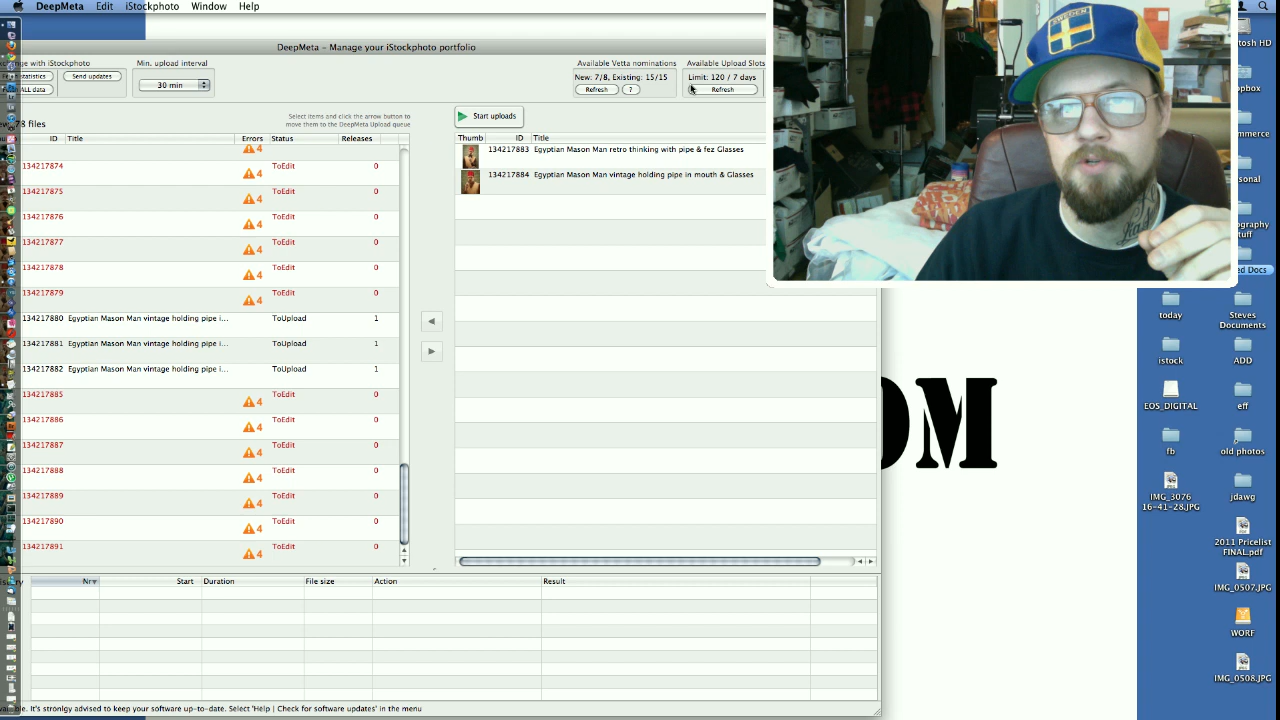 DeepMeta Edit iStockphoto Window Help
DeepMeta - Manage your iStockphoto portfolio
SWEDEN
Min. upload interval
30 min
Send updates
ALL data
Available Vetta nominations
New: 7/8, Existing: 15/15
Refresh ?
Available Upload Slots
Limit: 120 / 7 days
Refresh
78 files
Select items and click the arrow button to
move them to the DeepMeta Upload queue
Start uploads
ID Title Errors Status Releases
4
134217874 4 ToEdit 0
134217875 4 ToEdit 0
134217876 4 ToEdit 0
134217877 4 ToEdit 0
134217878 4 ToEdit 0
134217879 4 ToEdit 0
134217880 Egyptian Mason Man vintage holding pipe i... ToUpload 1
134217881 Egyptian Mason Man vintage holding pipe i... ToUpload 1
134217882 Egyptian Mason Man vintage holding pipe i... ToUpload 1
134217885 4 ToEdit 0
134217886 4 ToEdit 0
134217887 4 ToEdit 0
134217888 4 ToEdit 0
134217889 4 ToEdit 0
134217890 4 ToEdit 0
134217891 4 ToEdit 0
Thumb ID Title
134217883 Egyptian Mason Man retro thinking with pipe & fez Glasses
134217884 Egyptian Mason Man vintage holding pipe in mouth & Glasses
Nr Start Duration File size Action Result
It's stronlgy advised to keep your software up-to-date. Select 'Help | Check for software updates' in the menu
OM
tosh HD
pbox
mmerce
sonal
ography
tuff
ed Docs
today
Steves
Documents
istock
ADD
EOS_DIGITAL
eff
fb
old photos
IMG_3076
16-41-28.JPG
jdawg
2011 Pricelist
FINAL.pdf
IMG_0507.JPG
WORF
IMG_0508.JPG